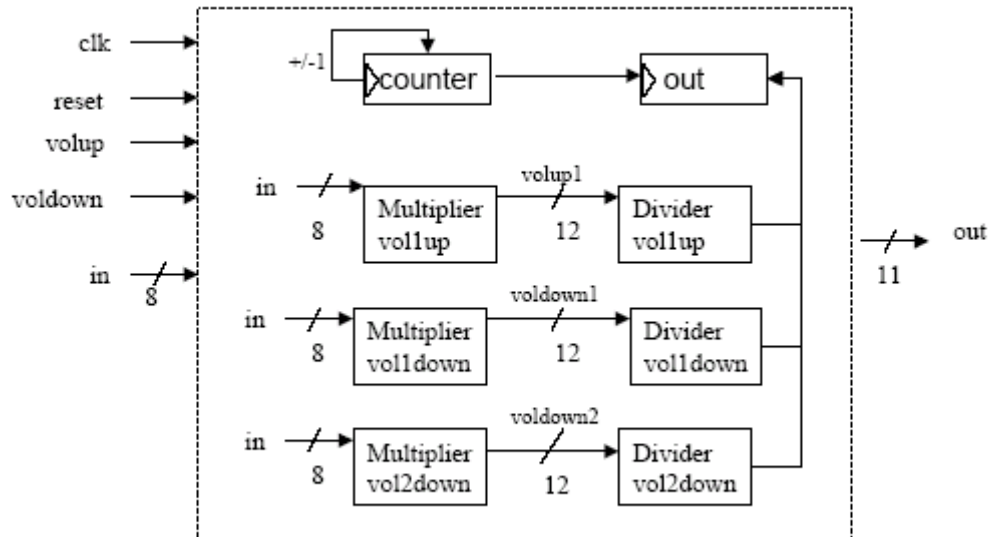 clk
reset
volup
voldown
in
8
+/-1
counter
out
in
8
Multiplier
vol1up
volup1
12
Divider
vol1up
in
8
Multiplier
vol1down
voldown1
12
Divider
vol1down
in
8
Multiplier
vol2down
voldown2
12
Divider
vol2down
out
11